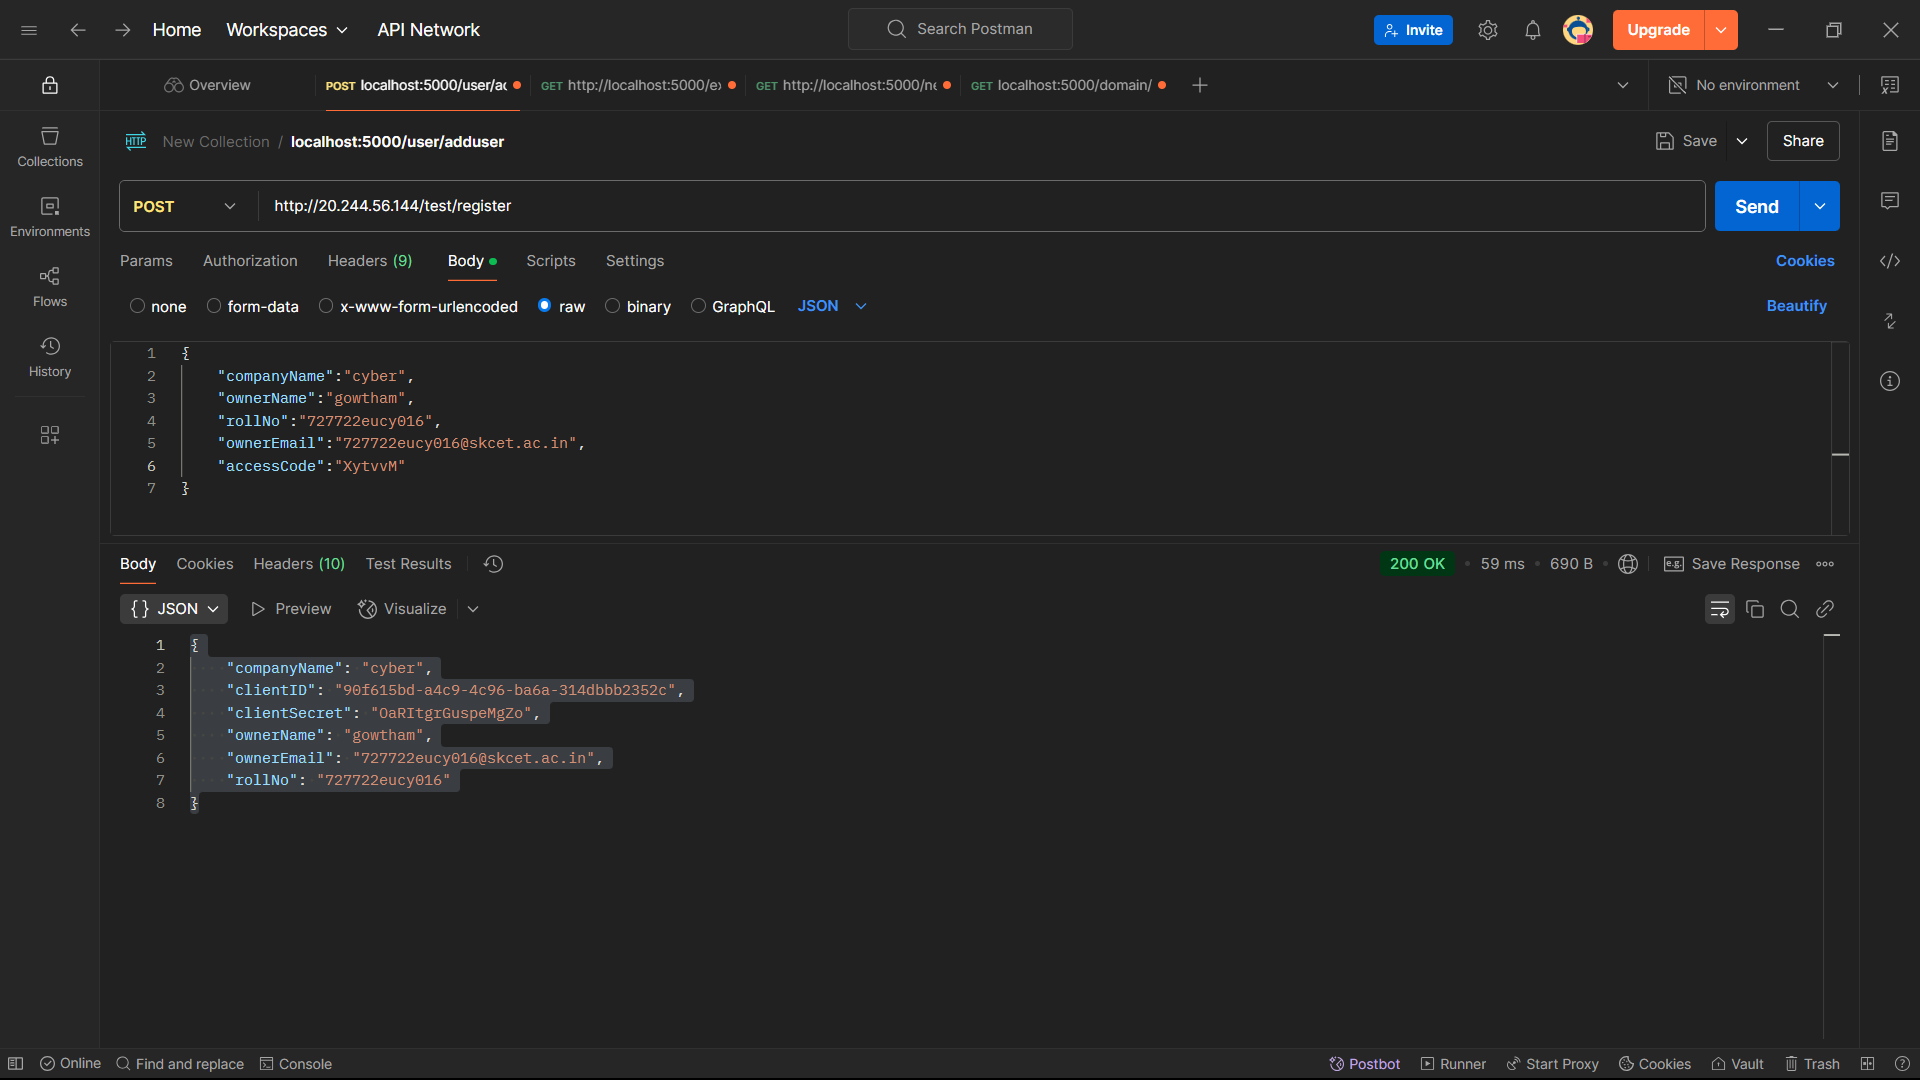 Home Workspaces API Network Search Postman Invite Upgrade
Overview POST localhost:5000/user/ac GET http://localhost:5000/ex GET http://localhost:5000/ne GET localhost:5000/domain/ No environment
HTTP New Collection / localhost:5000/user/adduser Save Share
POST http://20.244.56.144/test/register Send
Params Authorization Headers (9) Body Scripts Settings Cookies
none form-data x-www-form-urlencoded raw binary GraphQL JSON Beautify
Collections
Environments
Flows
History
1 {
2 "companyName":"cyber",
3 "ownerName":"gowtham",
4 "rollNo":"727722eucy016",
5 "ownerEmail":"727722eucy016@skcet.ac.in",
6 "accessCode":"XytvvM"
7 }
Body Cookies Headers (10) Test Results 200 OK • 59 ms • 690 B e.g. Save Response
{} JSON Preview Visualize
1 {
2 "companyName": "cyber",
3 "clientID": "90f615bd-a4c9-4c96-ba6a-314dbbb2352c",
4 "clientSecret": "OaRItgrGuspeMgZo",
5 "ownerName": "gowtham",
6 "ownerEmail": "727722eucy016@skcet.ac.in",
7 "rollNo": "727722eucy016"
8 }
Online Find and replace Console Postbot Runner Start Proxy Cookies Vault Trash